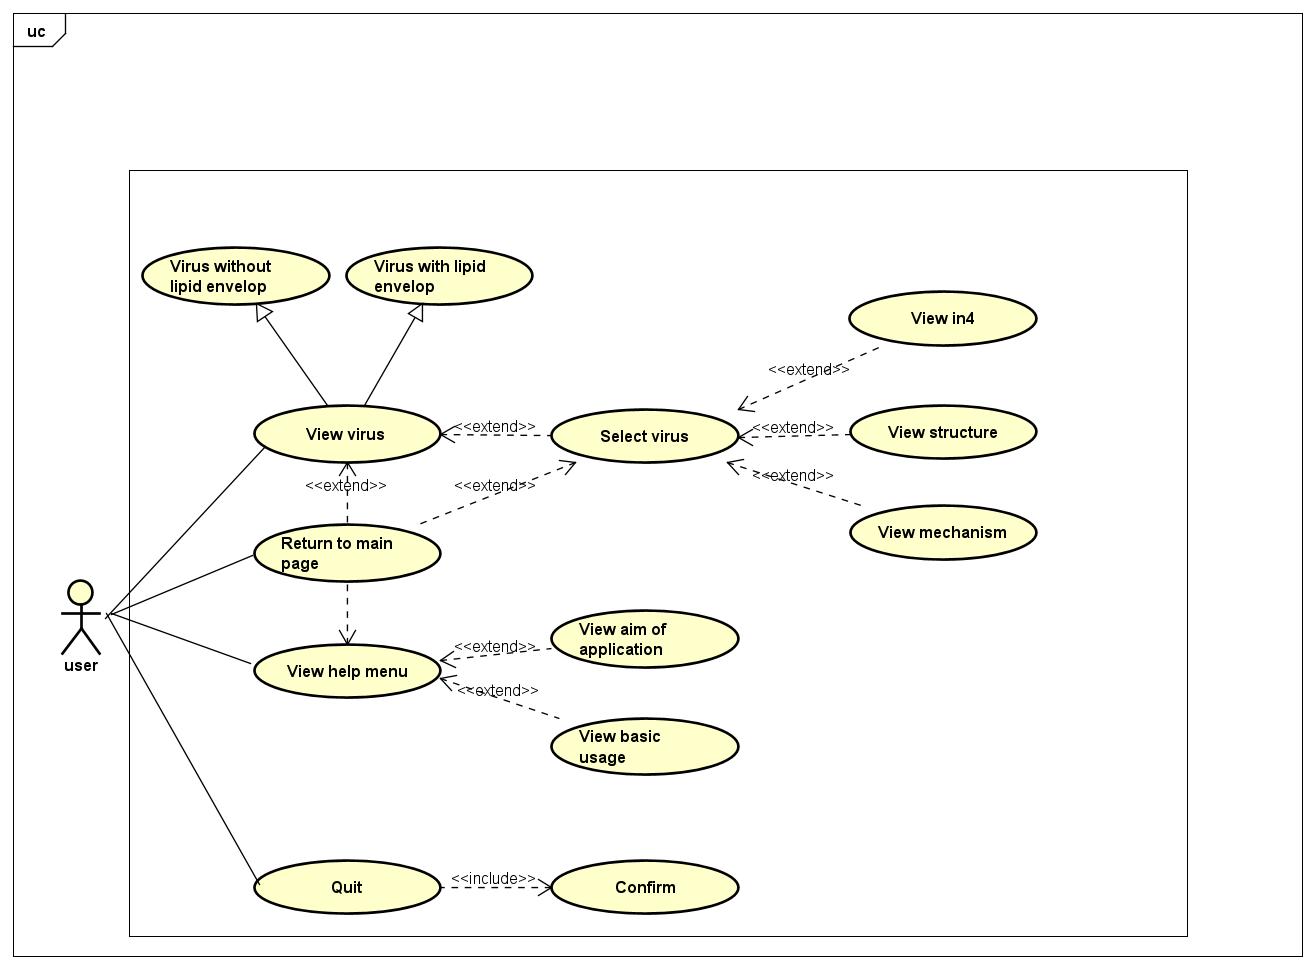 uc
Virus without
lipid envelop
Virus with lipid
envelop
View in4
<<extend>>
View virus
<<extend>>
Select virus
<<extend>>
View structure
<<extend>>
<<extend>>
<<extend>>
View mechanism
Return to main
page
user
View aim of
application
<<extend>>
View help menu
<<extend>>
View basic
usage
Quit
<<include>>
Confirm